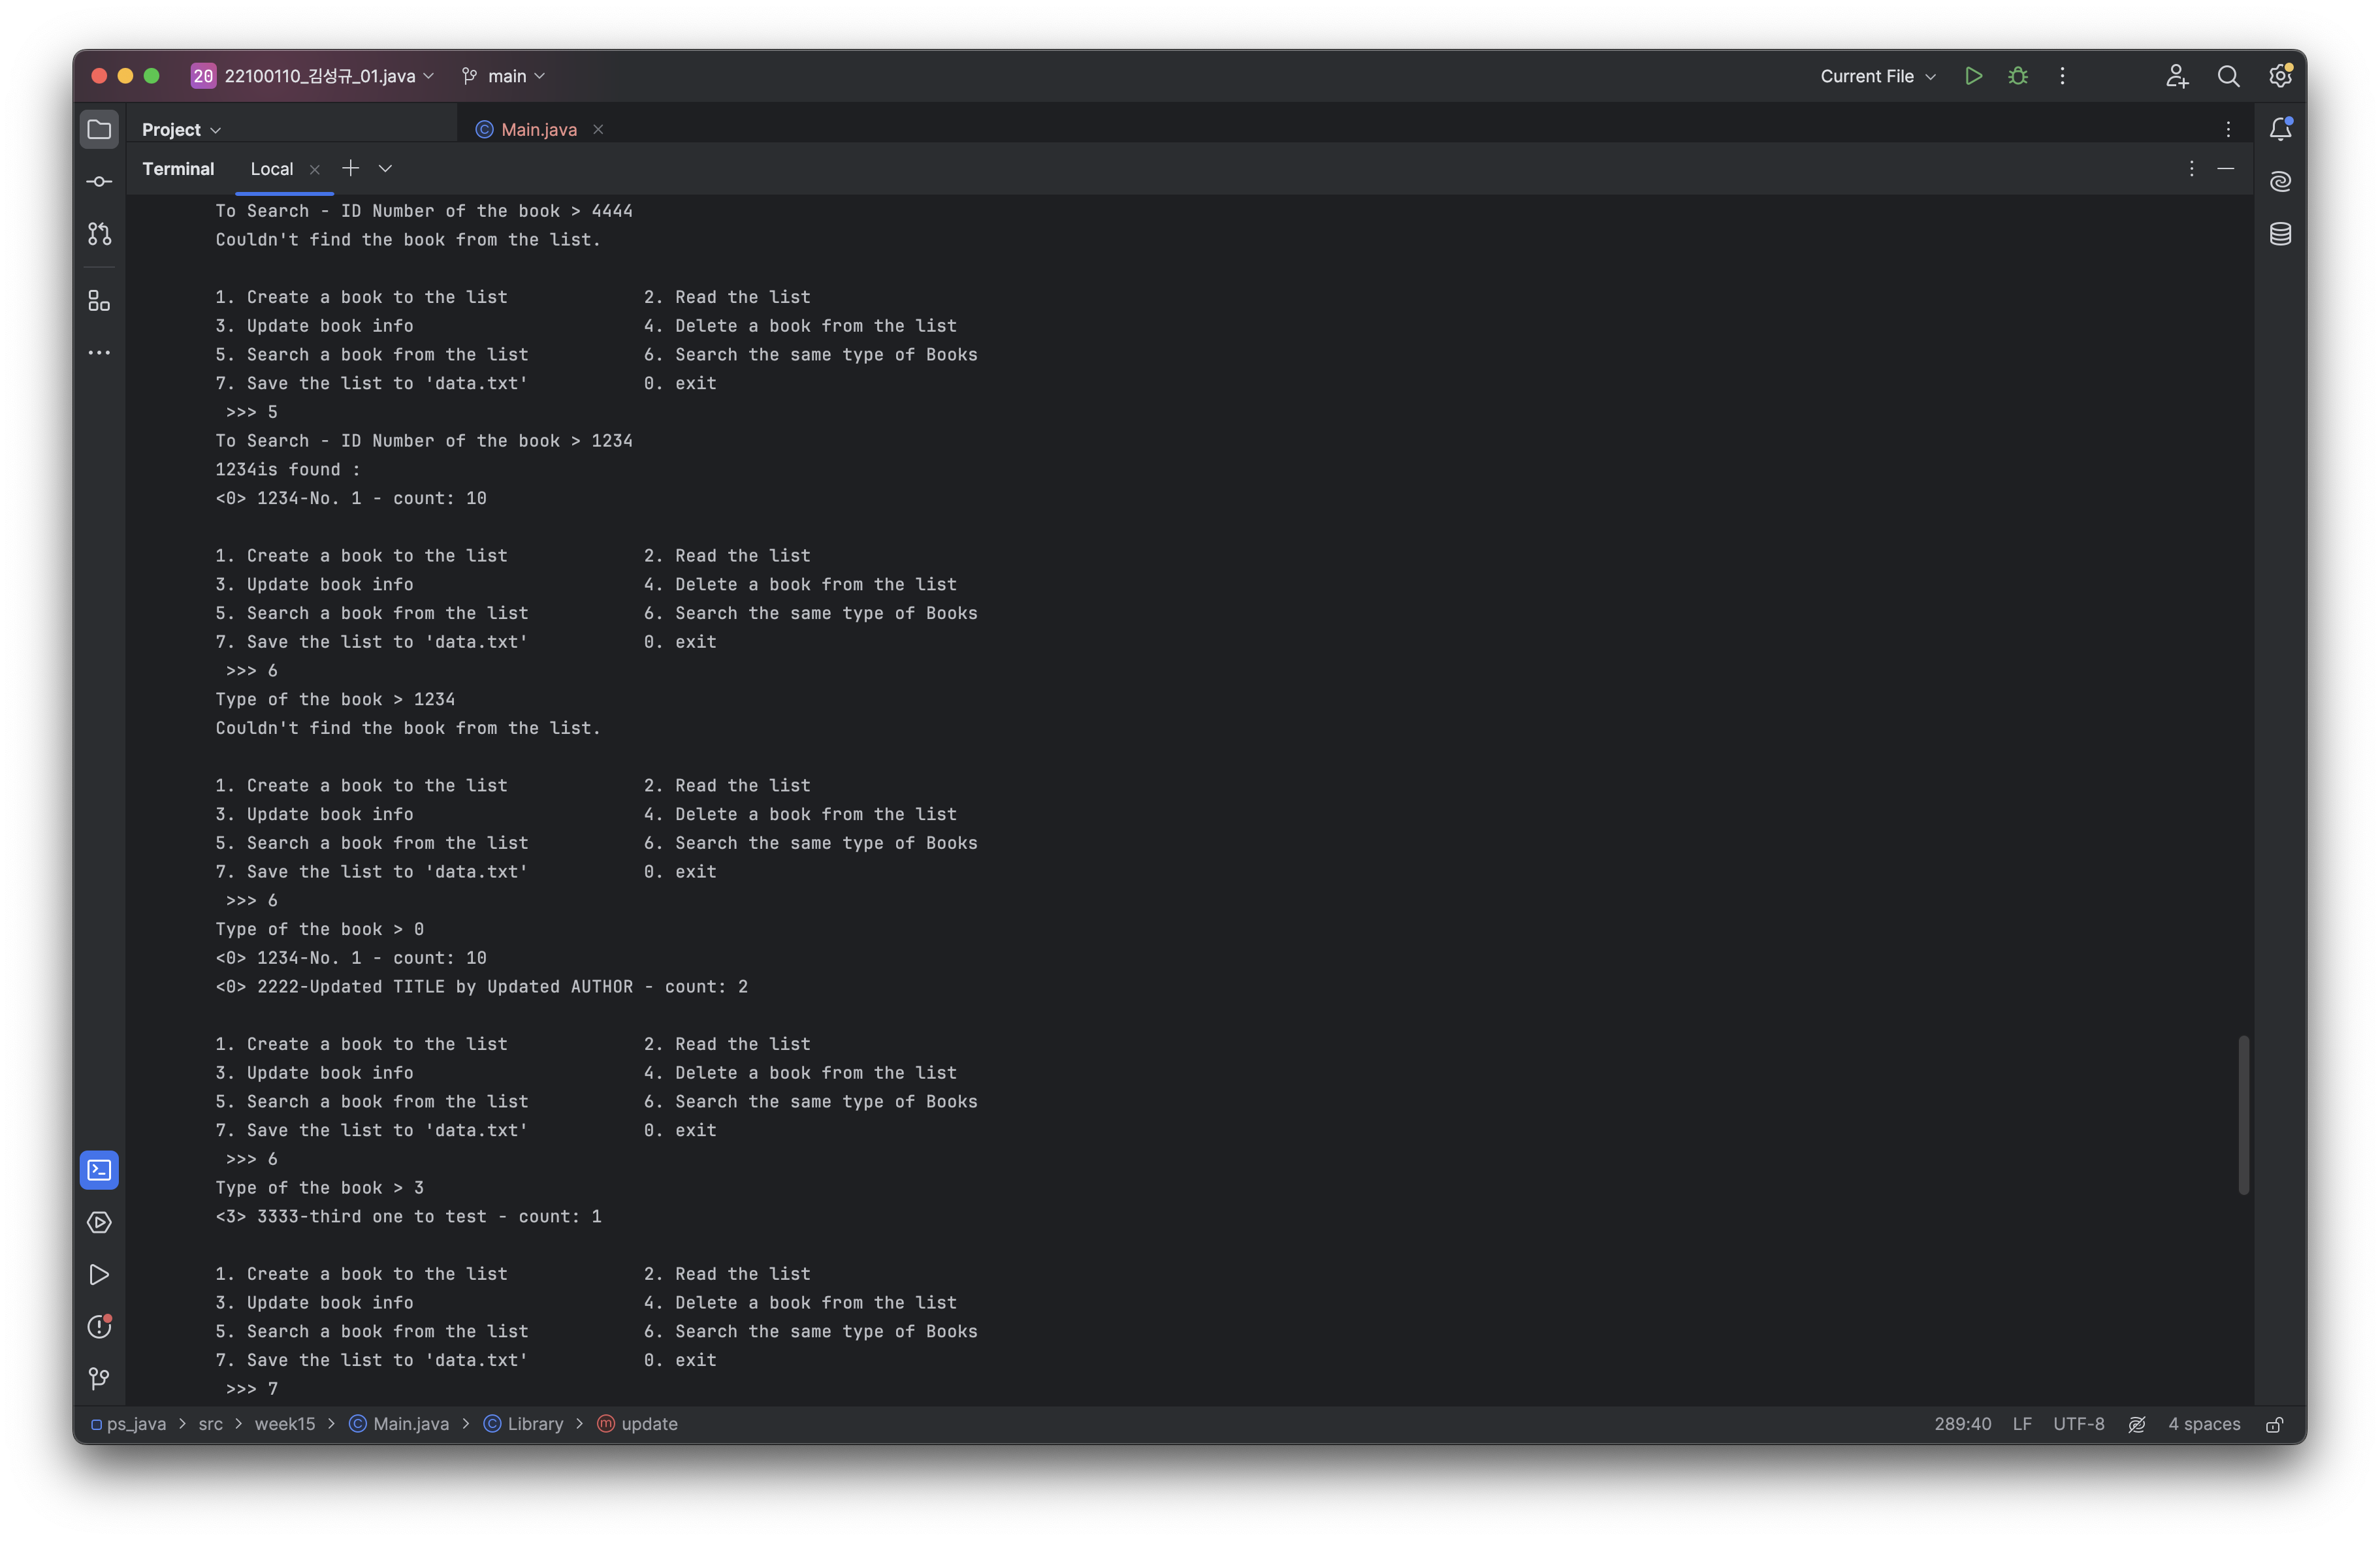 20 22100110_김성규_01.java main Current File
Project Main.java
Terminal Local
To Search - ID Number of the book > 4444
Couldn't find the book from the list.
1. Create a book to the list 2. Read the list
3. Update book info 4. Delete a book from the list
5. Search a book from the list 6. Search the same type of Books
7. Save the list to 'data.txt' 0. exit
>>> 5
To Search - ID Number of the book > 1234
1234is found :
<0> 1234-No. 1 - count: 10
1. Create a book to the list 2. Read the list
3. Update book info 4. Delete a book from the list
5. Search a book from the list 6. Search the same type of Books
7. Save the list to 'data.txt' 0. exit
>>> 6
Type of the book > 1234
Couldn't find the book from the list.
1. Create a book to the list 2. Read the list
3. Update book info 4. Delete a book from the list
5. Search a book from the list 6. Search the same type of Books
7. Save the list to 'data.txt' 0. exit
>>> 6
Type of the book > 0
<0> 1234-No. 1 - count: 10
<0> 2222-Updated TITLE by Updated AUTHOR - count: 2
1. Create a book to the list 2. Read the list
3. Update book info 4. Delete a book from the list
5. Search a book from the list 6. Search the same type of Books
7. Save the list to 'data.txt' 0. exit
>>> 6
Type of the book > 3
<3> 3333-third one to test - count: 1
1. Create a book to the list 2. Read the list
3. Update book info 4. Delete a book from the list
5. Search a book from the list 6. Search the same type of Books
7. Save the list to 'data.txt' 0. exit
>>> 7
ps_java > src > week15 > Main.java > Library > update 289:40 LF UTF-8 4 spaces